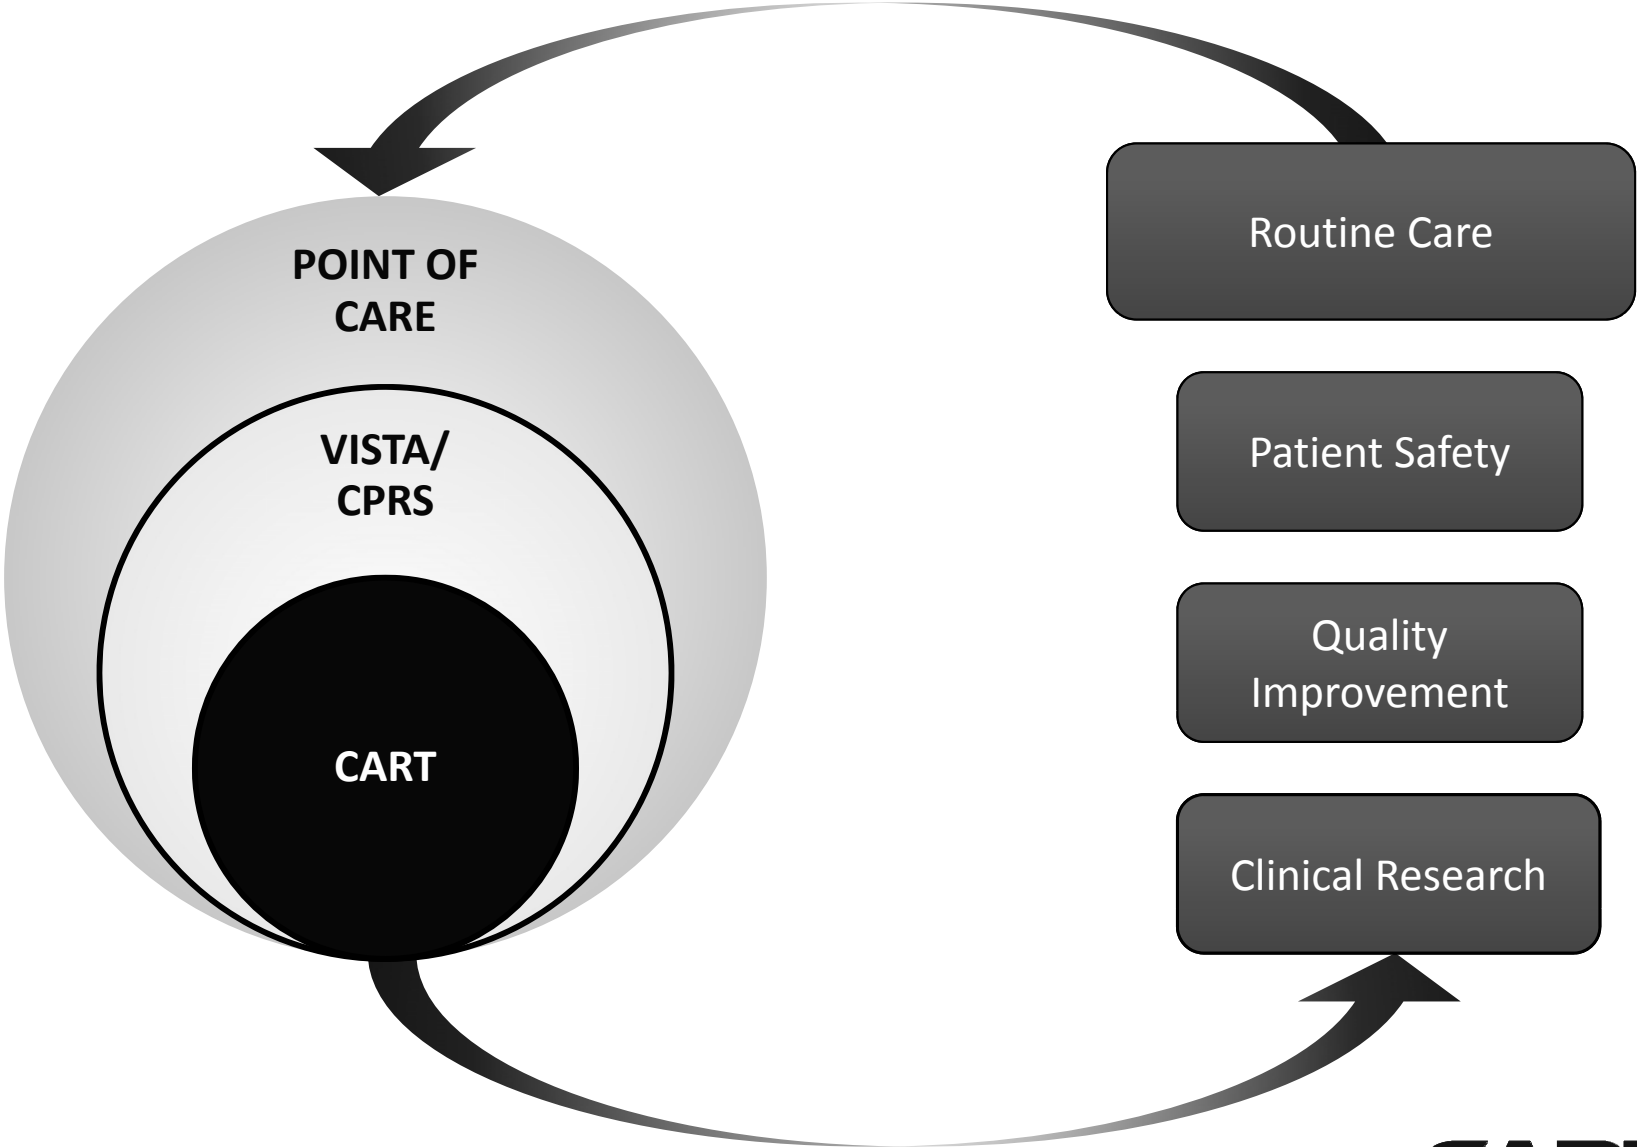 POINT OF
CARE
VISTA/
CPRS
CART
Routine Care
Patient Safety
Quality
Improvement
Clinical Research